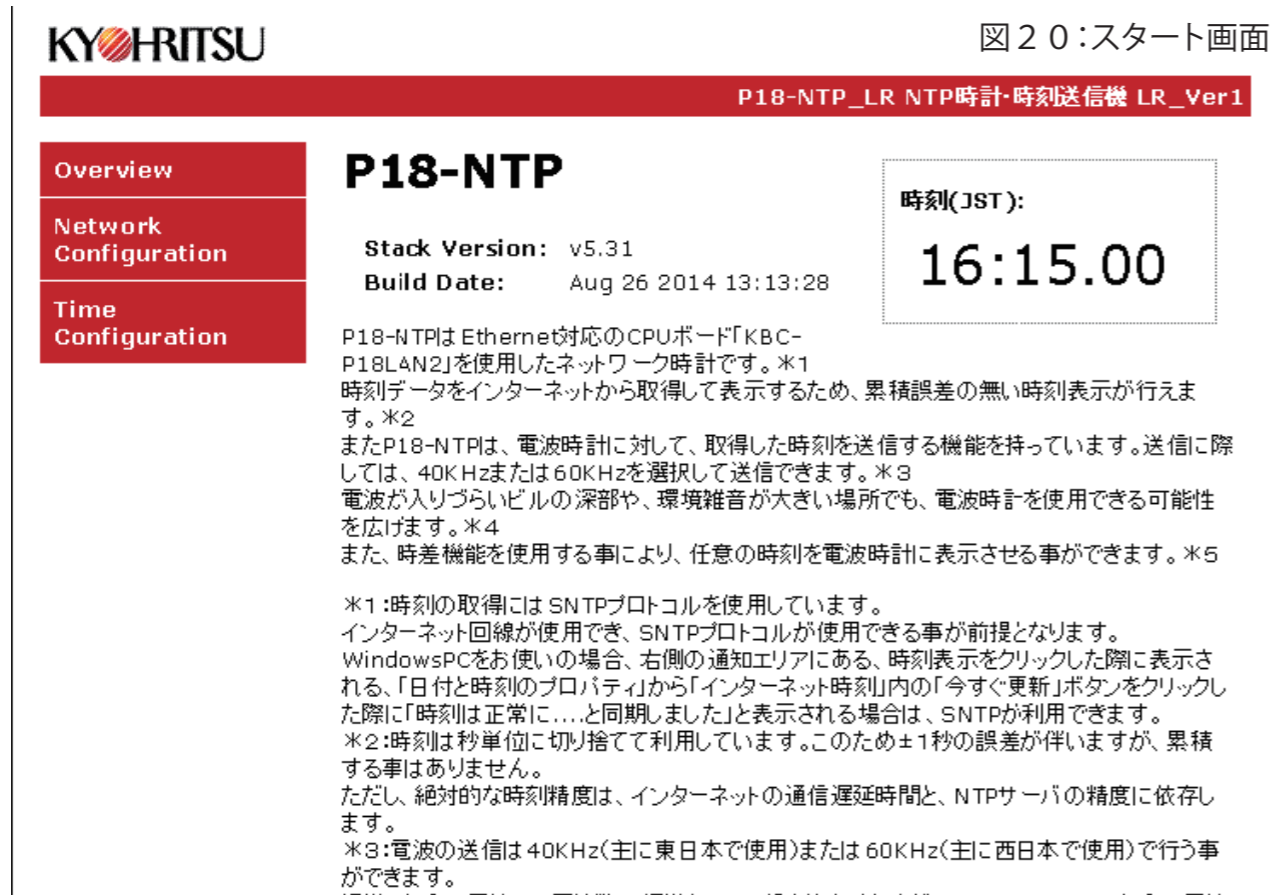 KYOHRITSU
図20:スタート画面
P18-NTP_LR NTP時計・時刻送信機 LR_Ver1
Overview
Network
Configuration
Time
Configuration
P18-NTP
Stack Version: v5.31
Build Date: Aug 26 2014 13:13:28
時刻(JST):
16:15.00
P18-NTPは Ethernet対応のCPUボード「KBC-
P18LAN2」を使用したネットワーク時計です。＊1
時刻データをインターネットから取得して表示するため、累積誤差の無い時刻表示が行えま
す。＊2
またP18-NTPは、電波時計に対して、取得した時刻を送信する機能を持っています。送信に際
しては、40KHzまたは60KHzを選択して送信できます。＊3
電波が入りづらいビルの深部や、環境雑音が大きい場所でも、電波時計を使用できる可能性
を広げます。＊4
また、時差機能を使用する事により、任意の時刻を電波時計に表示させる事ができます。＊5
＊1:時刻の取得には SNTPプロトコルを使用しています。
インターネット回線が使用でき、SNTPプロトコルが使用できる事が前提となります。
WindowsPCをお使いの場合、右側の通知エリアにある、時刻表示をクリックした際に表示さ
れる、「日付と時刻のプロパティ」から「インターネット時刻」内の「今すぐ更新」ボタンをクリックし
た際に「時刻は正常に....と同期しました」と表示される場合は、SNTPが利用できます。
＊2:時刻は秒単位に切り捨てて利用しています。このため±1秒の誤差が伴いますが、累積
する事はありません。
ただし、絶対的な時刻精度は、インターネットの通信遅延時間と、NTPサーバの精度に依存し
ます。
＊3:電波の送信は 40KHz(主に東日本で使用)または 60KHz(主に西日本で使用)で行う事
ができます。